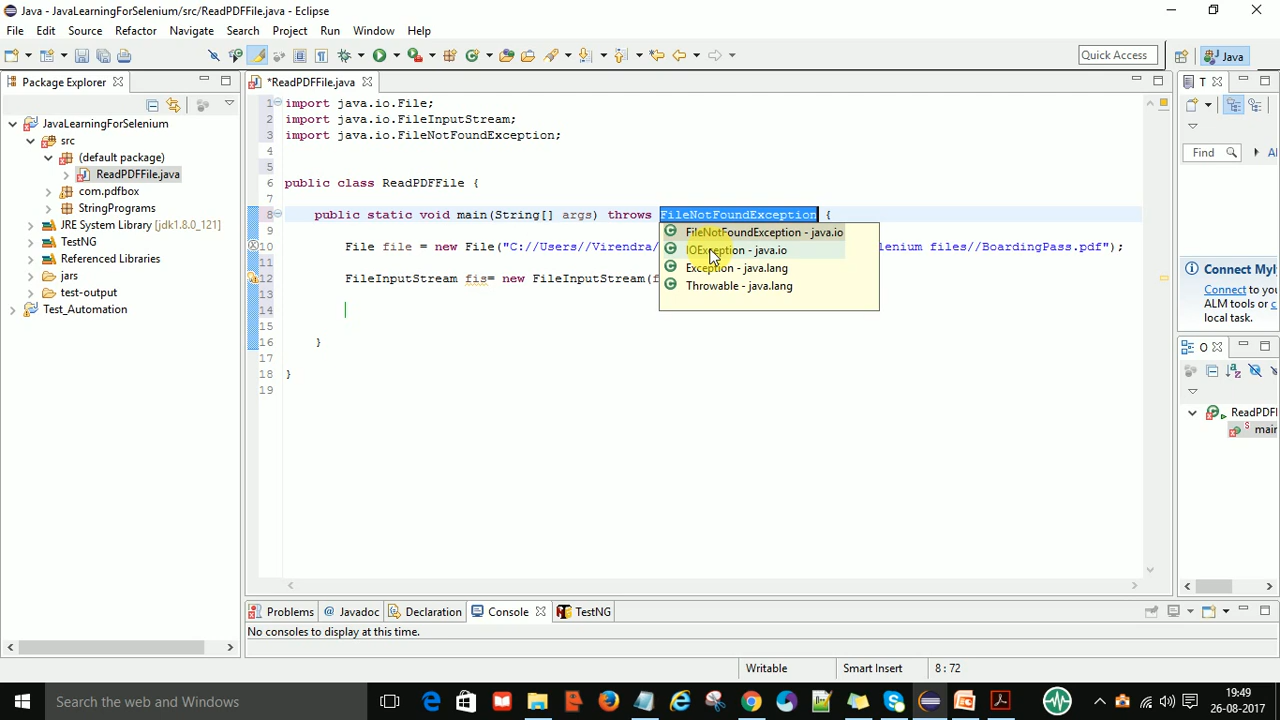 Java - JavaLearningForSelenium/src/ReadPDFFile.java - Eclipse
File Edit Source Refactor Navigate Search Project Run Window Help
Quick Access
Java
Package Explorer
*ReadPDFFile.java
T
JavaLearningForSelenium
src
(default package)
ReadPDFFile.java
com.pdfbox
StringPrograms
JRE System Library [jdk1.8.0_121]
TestNG
Referenced Libraries
jars
test-output
Test_Automation
1 import java.io.File;
2 import java.io.FileInputStream;
3 import java.io.FileNotFoundException;
4
5
6 public class ReadPDFFile {
7
8 public static void main(String[] args) throws FileNotFoundException {
10 File file = new File("C://Users//Virendra/ elenium files//BoardingPass.pdf");
11
12 FileInputStream fis= new FileInputStream(f
13
14
15
16 }
17
18 }
19
FileNotFoundException - java.io
IOException - java.io
Exception - java.lang
Throwable - java.lang
Find
Al
Connect Myl
Connect to you
ALM tools or c
local task.
O
ReadPDFI
main
Problems Javadoc Declaration Console TestNG
No consoles to display at this time.
Writable Smart Insert 8 : 72
Search the web and Windows
19:49
26-08-2017